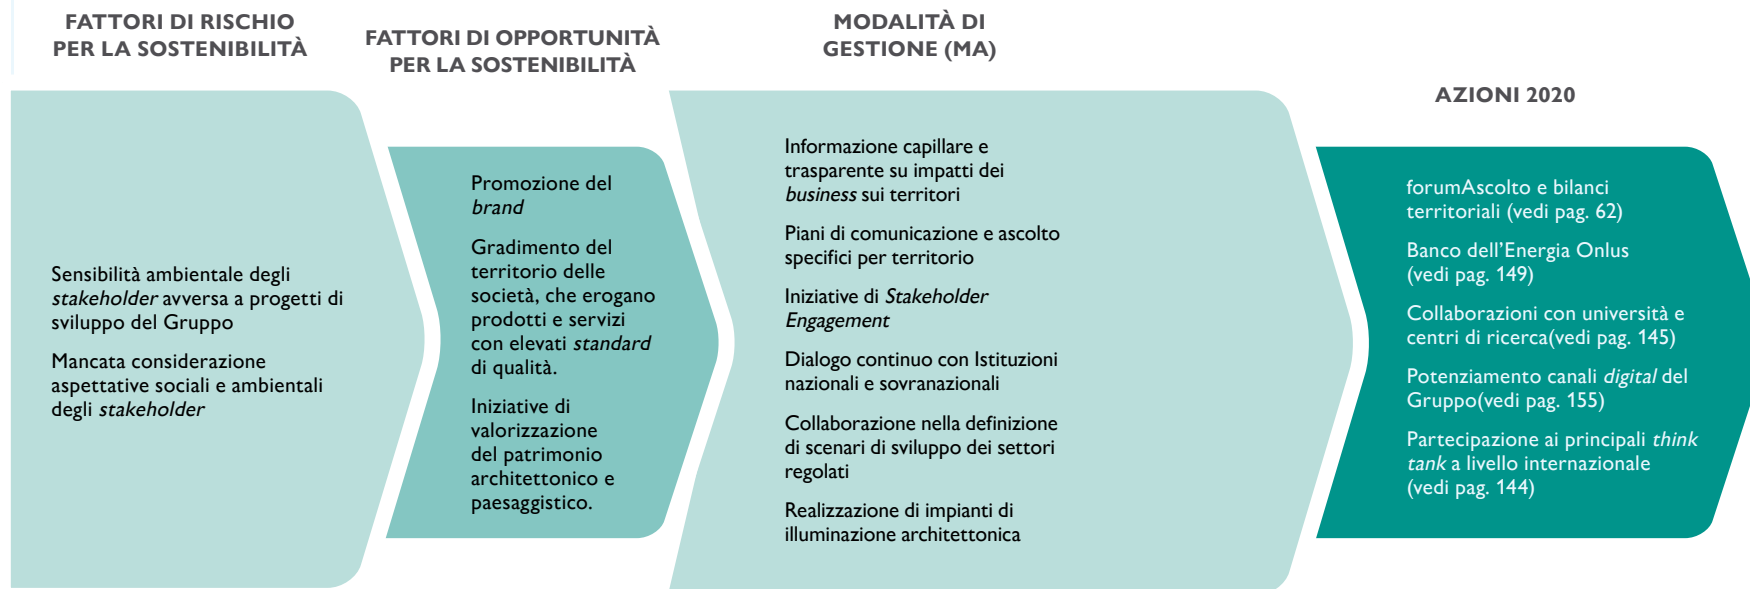 FATTORI DI RISCHIO
PER LA SOSTENIBILITÀ
Sensibilità ambientale degli
stakeholder avversa a progetti di
sviluppo del Gruppo
Mancata considerazione
aspettative sociali e ambientali
degli stakeholder
FATTORI DI OPPORTUNITÀ
PER LA SOSTENIBILITÀ
Promozione del
brand
Gradimento del
territorio delle
società, che erogano
prodotti e servizi
con elevati standard
di qualità.
Iniziative di
valorizzazione
del patrimonio
architettonico e
paesaggistico.
MODALITÀ DI
GESTIONE (MA)
Informazione capillare e
trasparente su impatti dei
business sui territori
Piani di comunicazione e ascolto
specifici per territorio
Iniziative di Stakeholder
Engagement
Dialogo continuo con Istituzioni
nazionali e sovranazionali
Collaborazione nella definizione
di scenari di sviluppo dei settori
regolati
Realizzazione di impianti di
illuminazione architettonica
AZIONI 2020
forumAscolto e bilanci
territoriali (vedi pag. 62)
Banco dell'Energia Onlus
(vedi pag. 149)
Collaborazioni con università e
centri di ricerca(vedi pag. 145)
Potenziamento canali digital del
Gruppo(vedi pag. 155)
Partecipazione ai principali think
tank a livello internazionale
(vedi pag. 144)